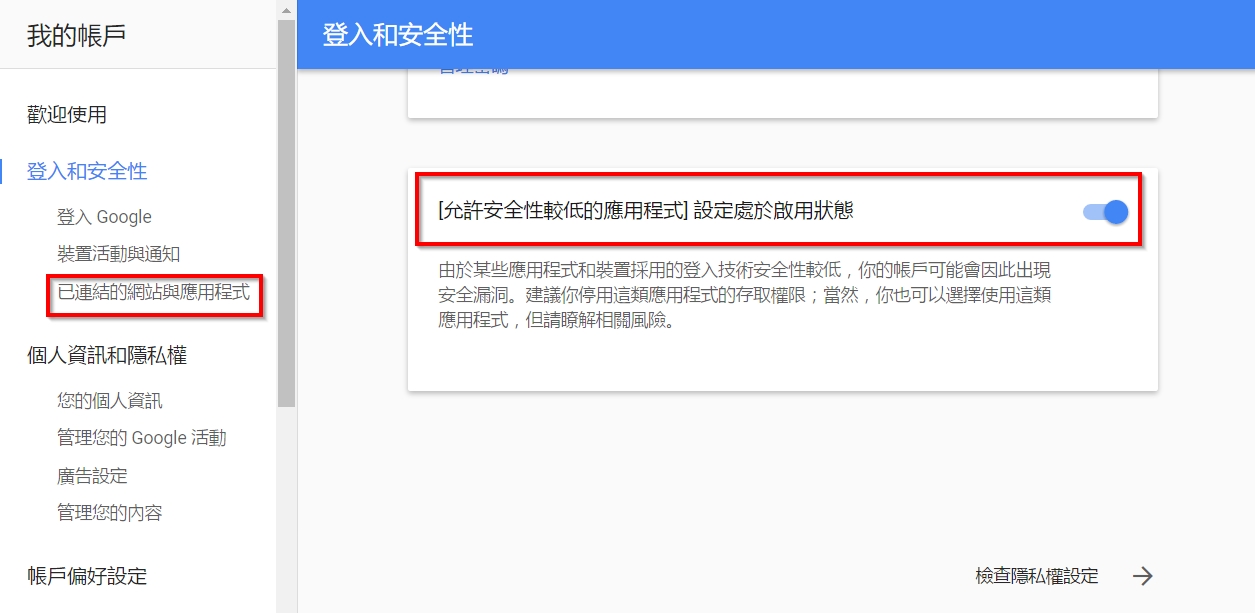 我的帳戶
歡迎使用
登入和安全性
登入 Google
裝置活動與通知
已連結的網站與應用程式
個人資訊和隱私權
您的個人資訊
管理您的 Google 活動
廣告設定
管理您的內容
帳戶偏好設定
登入和安全性
管理密碼
[允許安全性較低的應用程式] 設定處於啟用狀態
由於某些應用程式和裝置採用的登入技術安全性較低，你的帳戶可能會因此出現
安全漏洞。建議你停用這類應用程式的存取權限；當然，你也可以選擇使用這類
應用程式，但請瞭解相關風險。
檢查隱私權設定